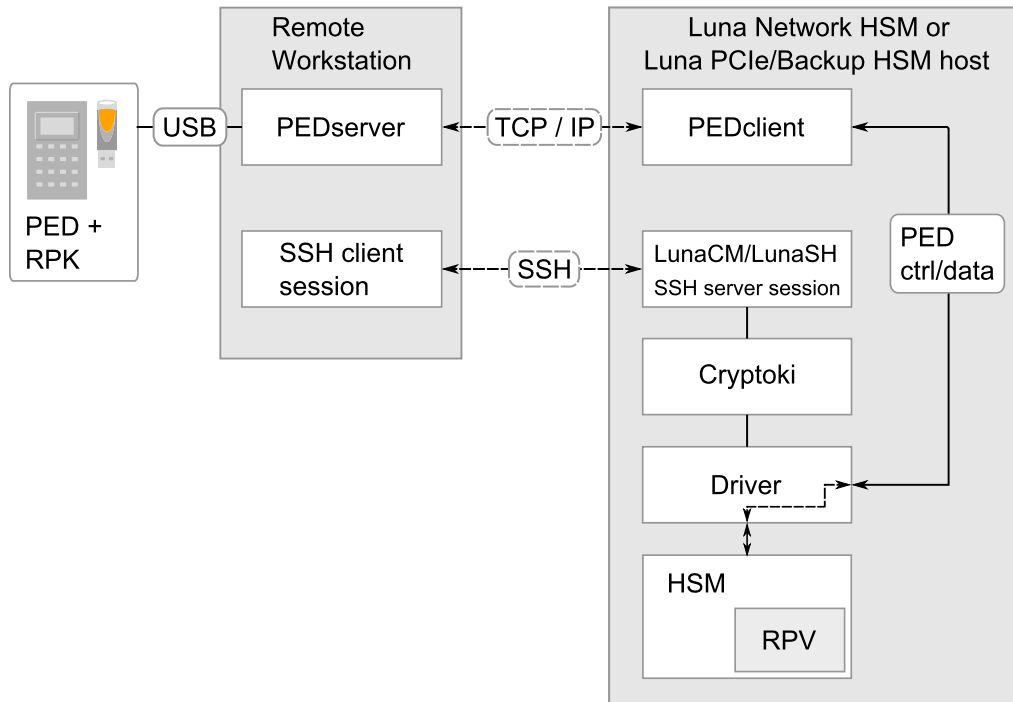 Remote
Workstation
Luna Network HSM or
Luna PCIe/Backup HSM host
PED +
RPK
USB
PEDserver
TCP / IP
PEDclient
SSH client
session
SSH
LunaCM/LunaSH
SSH server session
PED
ctrl/data
Cryptoki
Driver
HSM
RPV